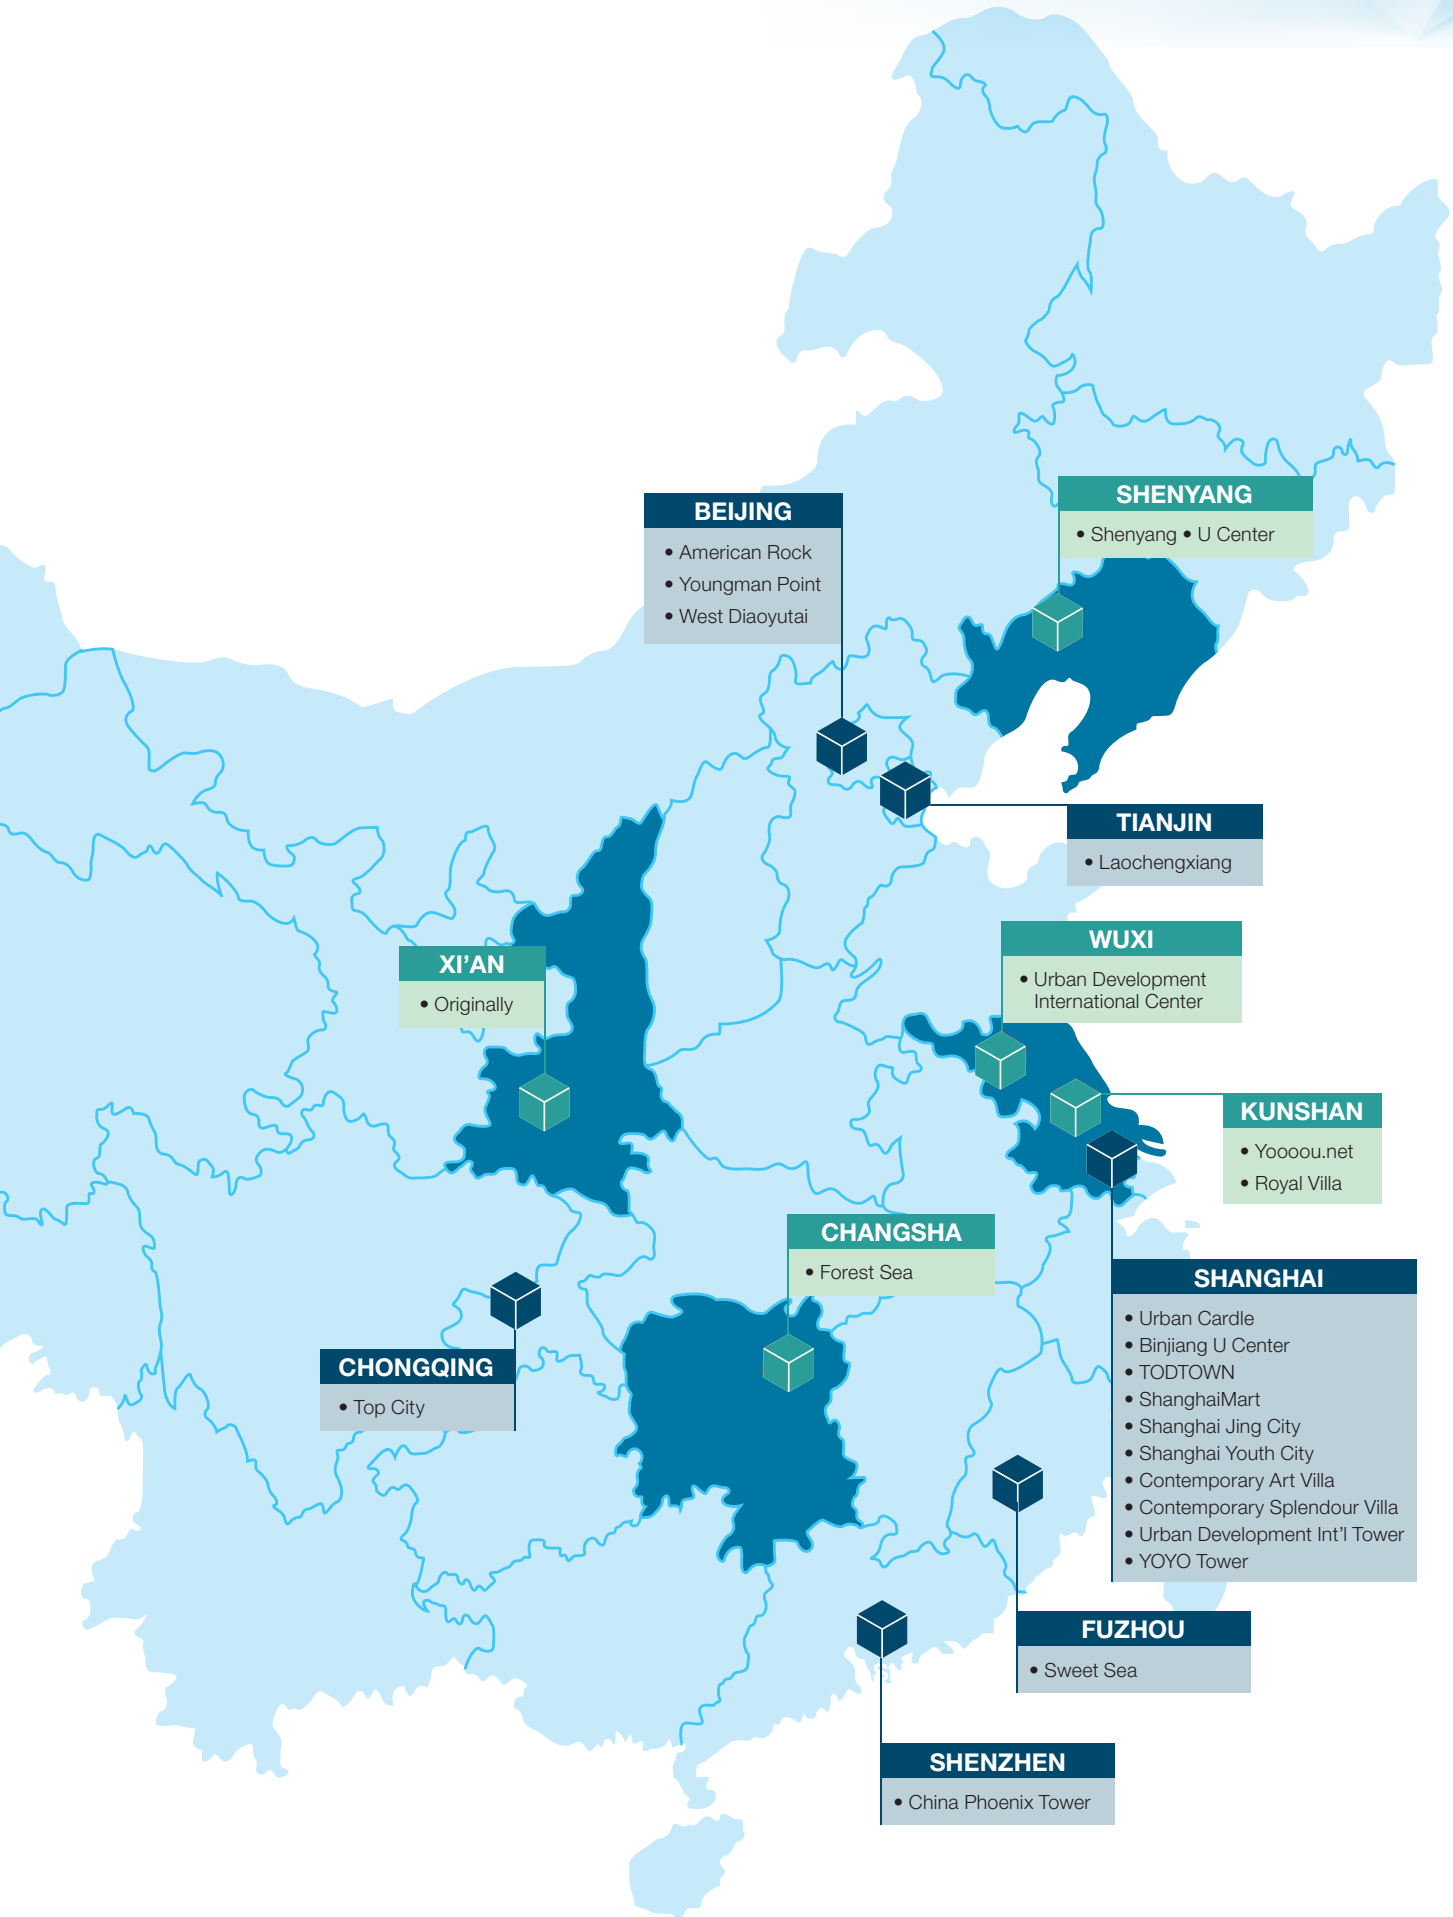 BEIJING
• American Rock
• Youngman Point
• West Diaoyutai
SHENYANG
• Shenyang • U Center
TIANJIN
• Laochengxiang
WUXI
• Urban Development
International Center
XI’AN
• Originally
KUNSHAN
• Yoooou.net
• Royal Villa
CHANGSHA
• Forest Sea
SHANGHAI
• Urban Cardle
• Binjiang U Center
• TODTOWN
• ShanghaiMart
• Shanghai Jing City
• Shanghai Youth City
• Contemporary Art Villa
• Contemporary Splendour Villa
• Urban Development Int’l Tower
• YOYO Tower
CHONGQING
• Top City
FUZHOU
• Sweet Sea
SHENZHEN
• China Phoenix Tower